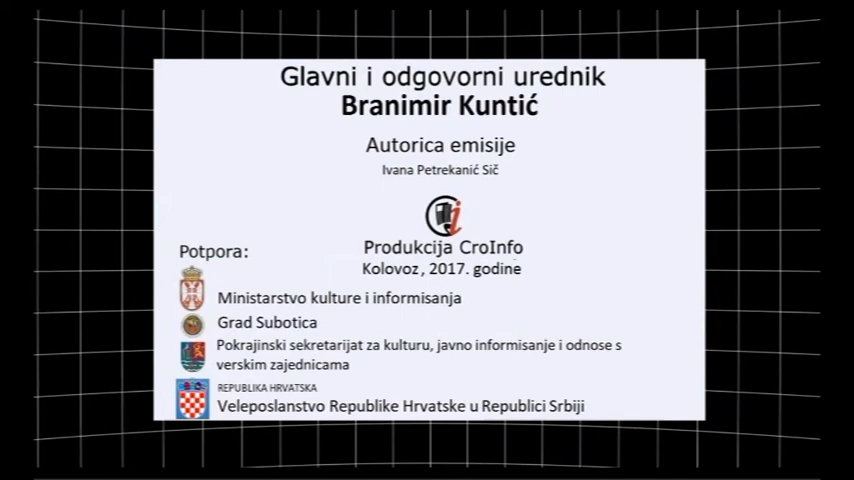 Glavni i odgovorni urednik
Branimir Kuntić
Autorica emisije
Ivana Petrekanić Sič
Produkcija CroInfo
Kolovoz, 2017. godine
Potpora:
Ministarstvo kulture i informisanja
Grad Subotica
Pokrajinski sekretarijat za kulturu, javno informisanje i odnose s
verskim zajednicama
REPUBLIKA HRVATSKA
Veleposlanstvo Republike Hrvatske u Republici Srbiji